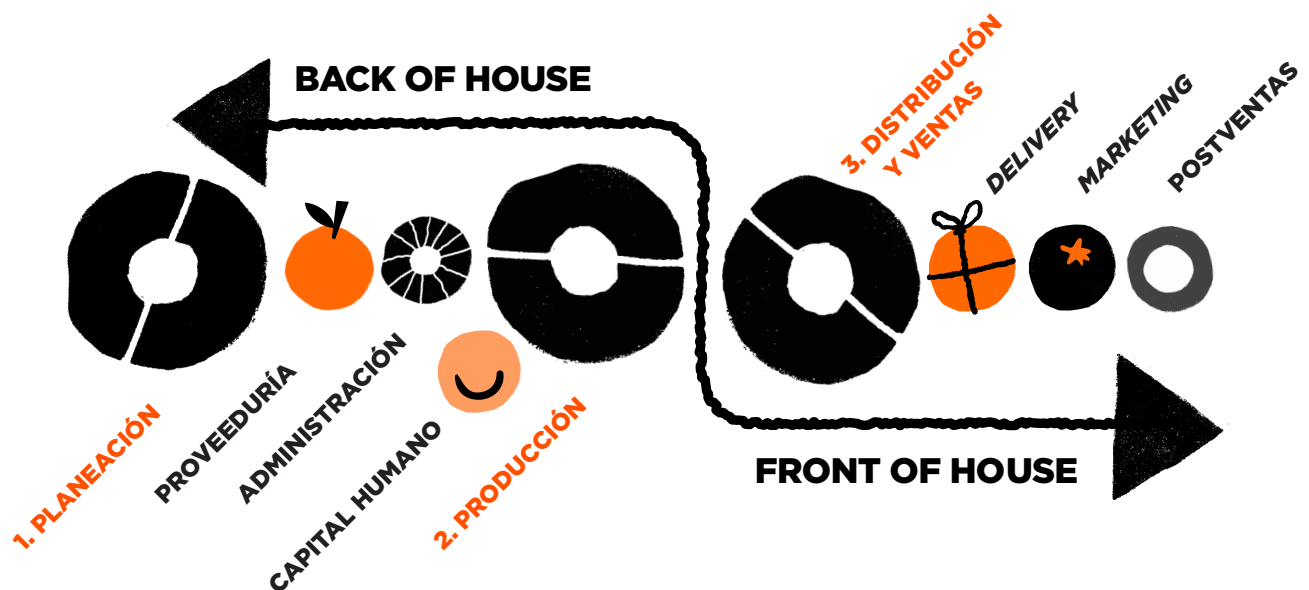 BACK OF HOUSE
1. PLANEACIÓN
PROVEEDURÍA
ADMINISTRACIÓN
CAPITAL HUMANO
2. PRODUCCIÓN
3. DISTRIBUCIÓN
Y VENTAS
DELIVERY
MARKETING
POSTVENTAS
FRONT OF HOUSE